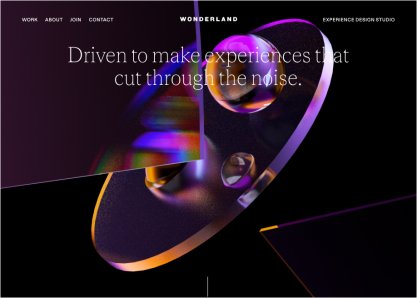 WORK ABOUT JOIN CONTACT WONDERLAND EXPERIENCE DESIGN STUDIO
Driven to make experiences that
cut through the noise.